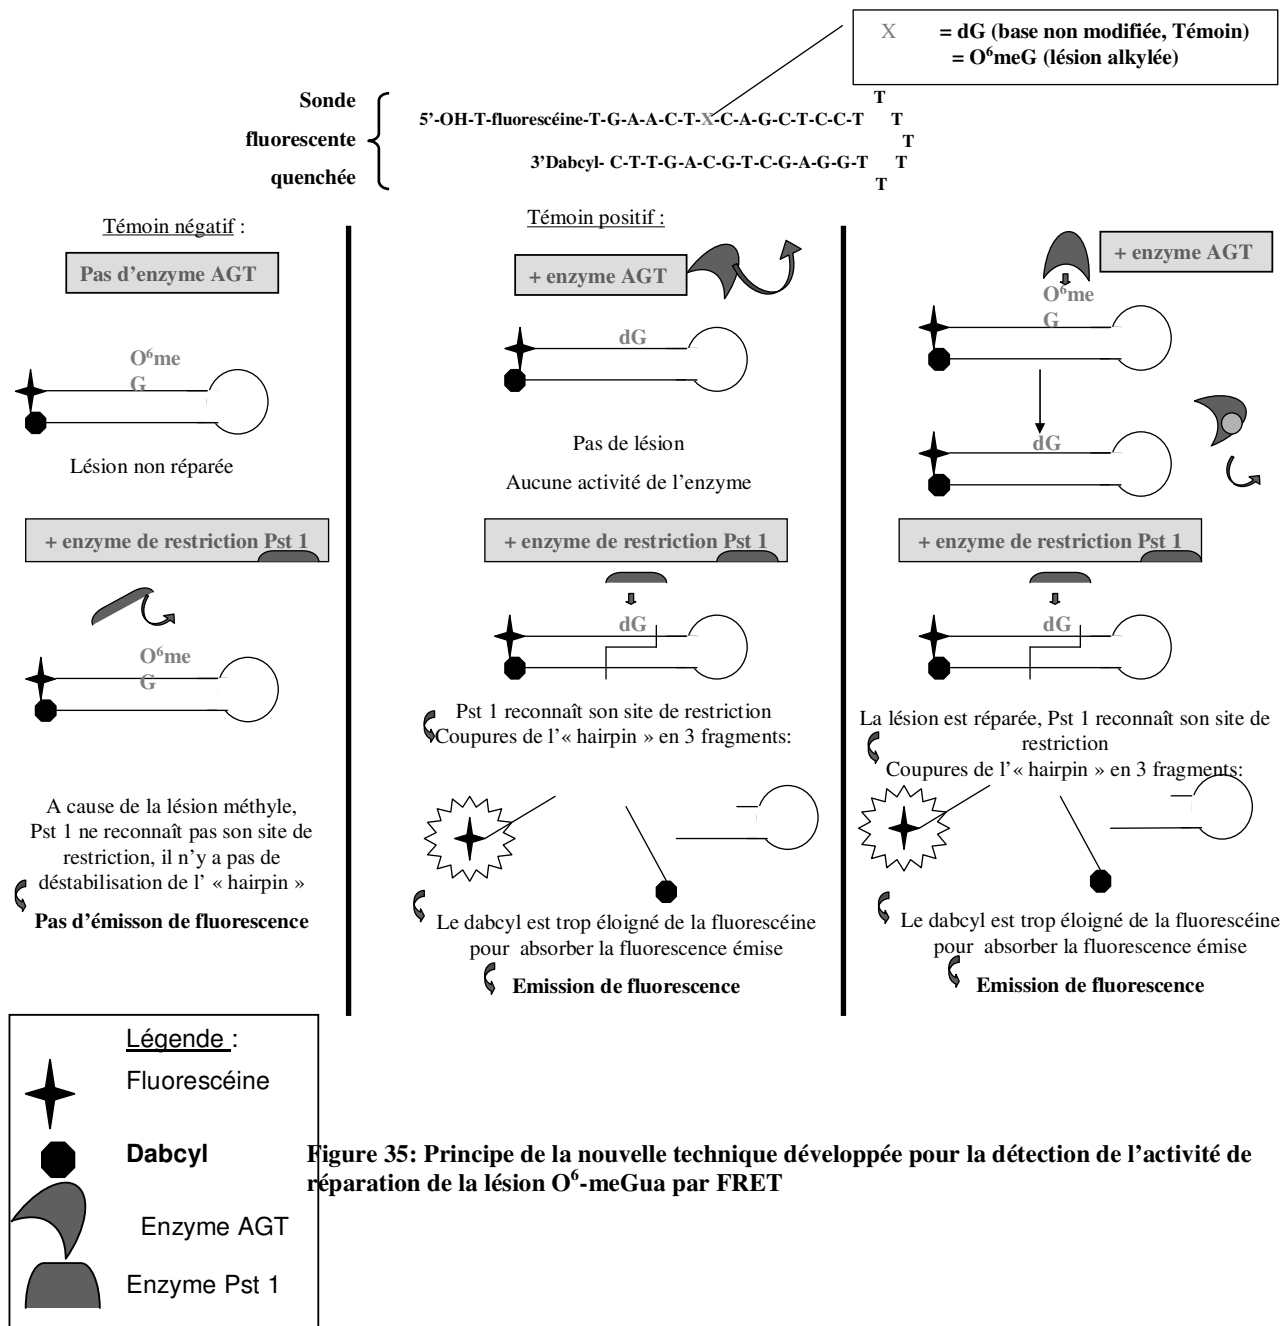 X = dG (base non modifiée, Témoin)
= O⁶meG (lésion alkylée)
Sonde
fluorescente
quenchée
5'-OH-T-fluorescéine-T-G-A-A-C-T-X-C-A-G-C-T-C-C-T
T
T
T
T
T
3'Dabcyl- C-T-T-G-A-C-G-T-C-G-A-G-G-T
Témoin négatif :
Pas d'enzyme AGT
O⁶me
G
Lésion non réparée
+ enzyme de restriction Pst 1
O⁶me
G
A cause de la lésion méthyle,
Pst 1 ne reconnaît pas son site de
restriction, il n'y a pas de
déstabilisation de l' « hairpin »
Pas d'émisson de fluorescence
Témoin positif :
+ enzyme AGT
dG
Pas de lésion
Aucune activité de l'enzyme
+ enzyme de restriction Pst 1
dG
Pst 1 reconnaît son site de restriction
Coupures de l'« hairpin » en 3 fragments:
Le dabcyl est trop éloigné de la fluorescéine
pour absorber la fluorescence émise
Emission de fluorescence
+ enzyme AGT
O⁶me
G
dG
+ enzyme de restriction Pst 1
dG
La lésion est réparée, Pst 1 reconnaît son site de
restriction
Coupures de l'« hairpin » en 3 fragments:
Le dabcyl est trop éloigné de la fluorescéine
pour absorber la fluorescence émise
Emission de fluorescence
Légende :
Fluorescéine
Dabcyl
Enzyme AGT
Enzyme Pst 1
Figure 35: Principe de la nouvelle technique développée pour la détection de l'activité de
réparation de la lésion O⁶-meGua par FRET